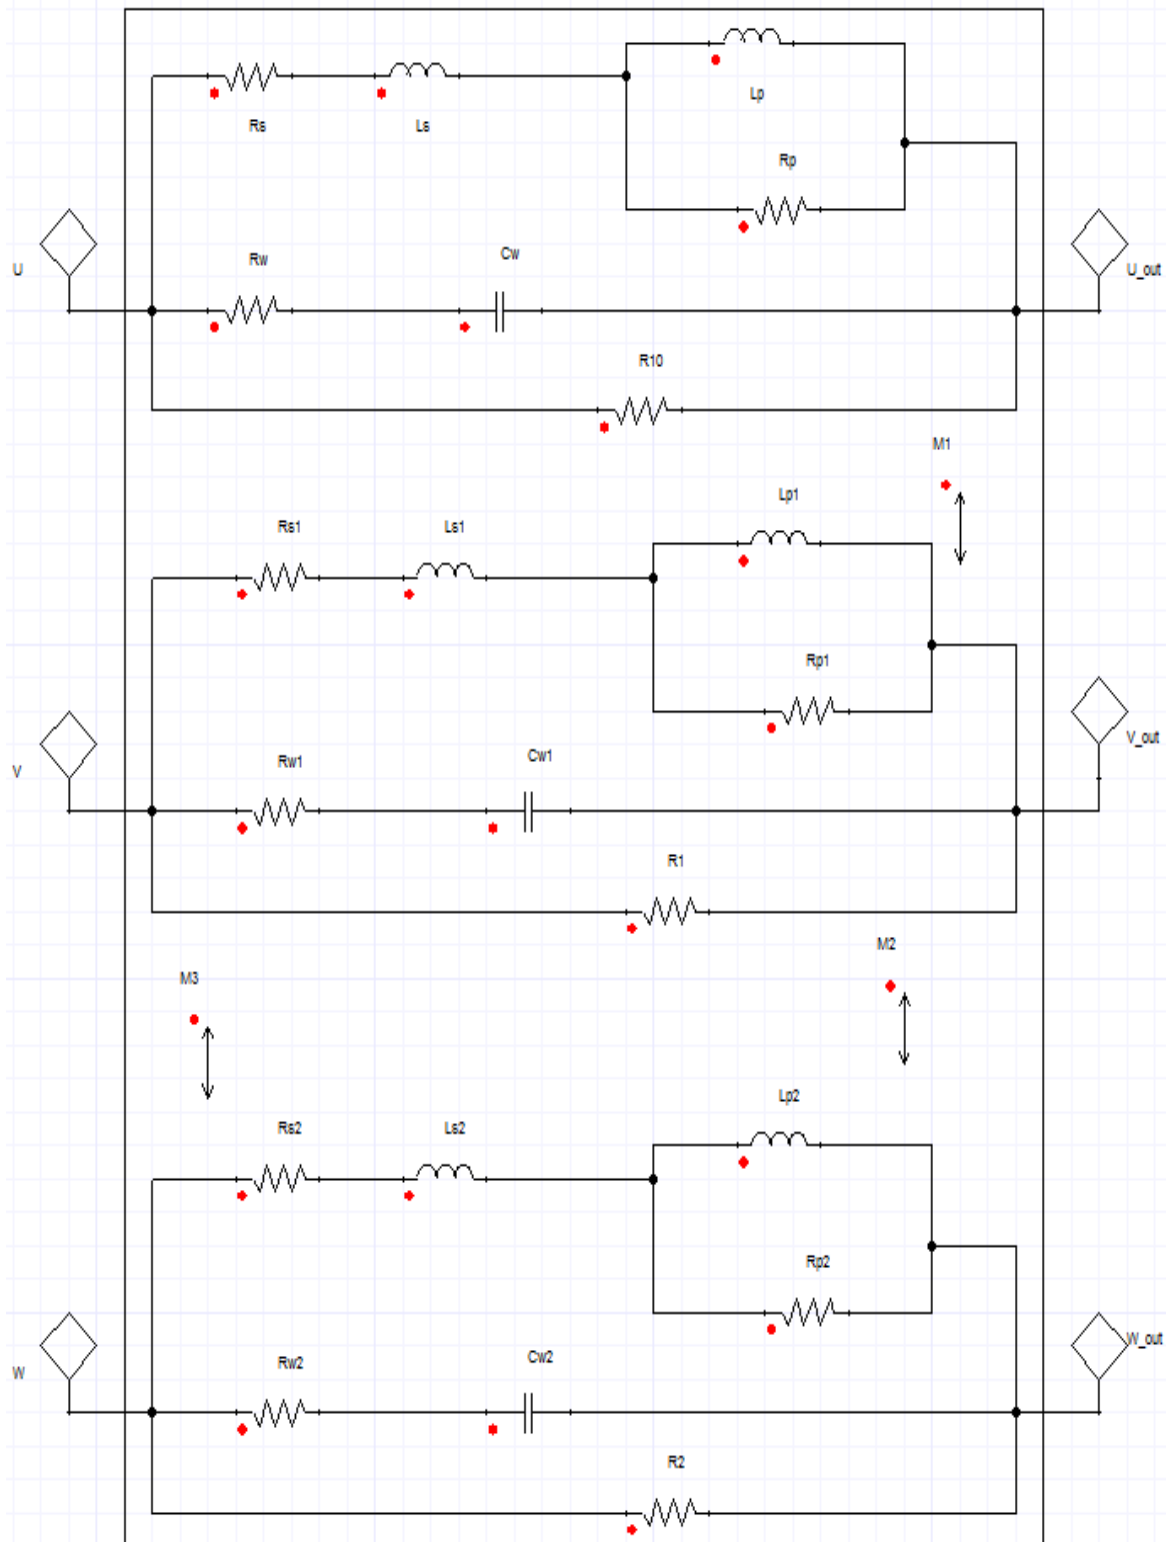 Lp
Rs
Ls
Rp
Rw
Cw
U
U_out
R10
M1
Lp1
Rs1
Ls1
Rp1
V_out
Rw1
Cw1
V
R1
M2
M3
Lp2
Rs2
Ls2
Rp2
W_out
Rw2
Cw2
W
R2